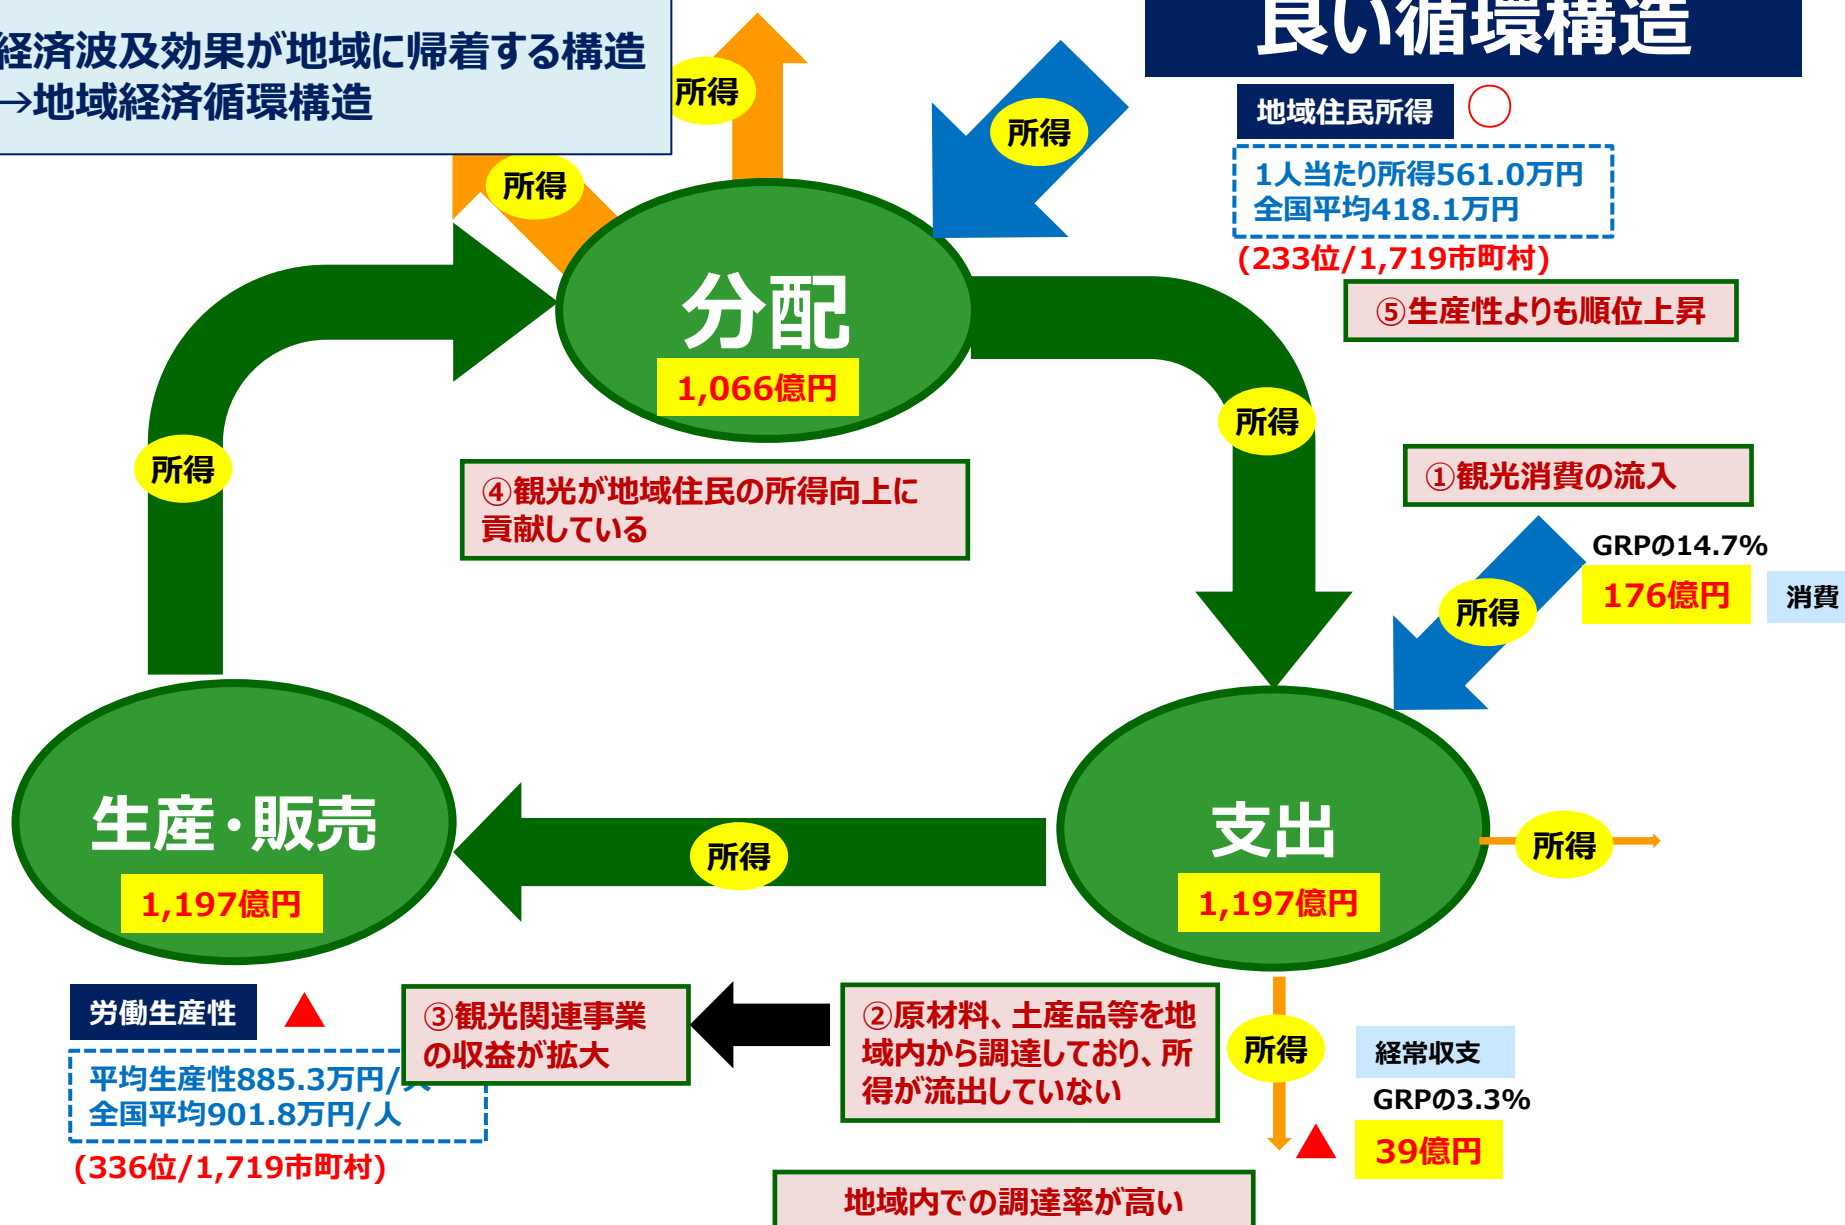 経済波及効果が地域に帰着する構造
→地域経済循環構造
良い循環構造
所得
所得
所得
地域住民所得
1人当たり所得561.0万円
全国平均418.1万円
(233位/1,719市町村)
⑤生産性よりも順位上昇
分配
1,066億円
所得
所得
④観光が地域住民の所得向上に
貢献している
①観光消費の流入
GRPの14.7%
176億円
消費
所得
生産・販売
1,197億円
所得
支出
1,197億円
所得
労働生産性
平均生産性885.3万円/人
全国平均901.8万円/人
(336位/1,719市町村)
③観光関連事業
の収益が拡大
②原材料、土産品等を地
域内から調達しており、所
得が流出していない
所得
経常収支
GRPの3.3%
39億円
地域内での調達率が高い